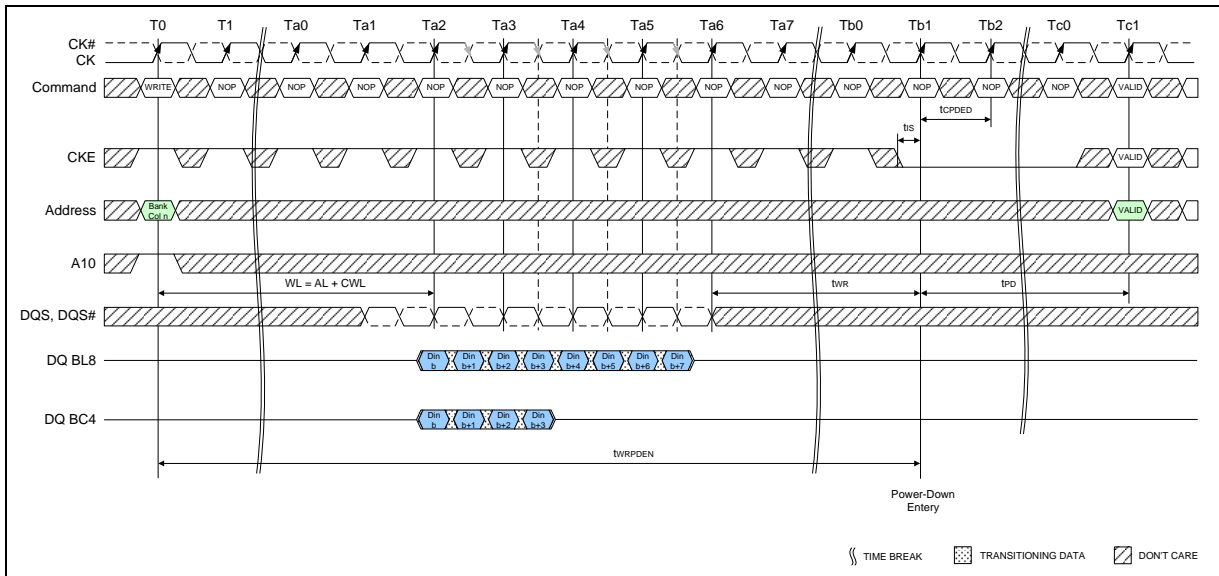 T0 T1 Ta0 Ta1 Ta2 Ta3 Ta4 Ta5 Ta6 Ta7 Tb0 Tb1 Tb2 Tc0 Tc1
CK#
CK
Command WRITE NOP NOP NOP NOP NOP NOP NOP NOP NOP NOP NOP NOP NOP VALID
tCPDED
tIS
CKE VALID
Address Bank Col n VALID
A10
WL = AL + CWL tWR tPD
DQS, DQS#
DQ BL8 Din b Din b+1 Din b+2 Din b+3 Din b+4 Din b+5 Din b+6 Din b+7
DQ BC4 Din b Din b+1 Din b+2 Din b+3
tWRPDEN
Power-Down
Entery
TIME BREAK TRANSITIONING DATA DON'T CARE